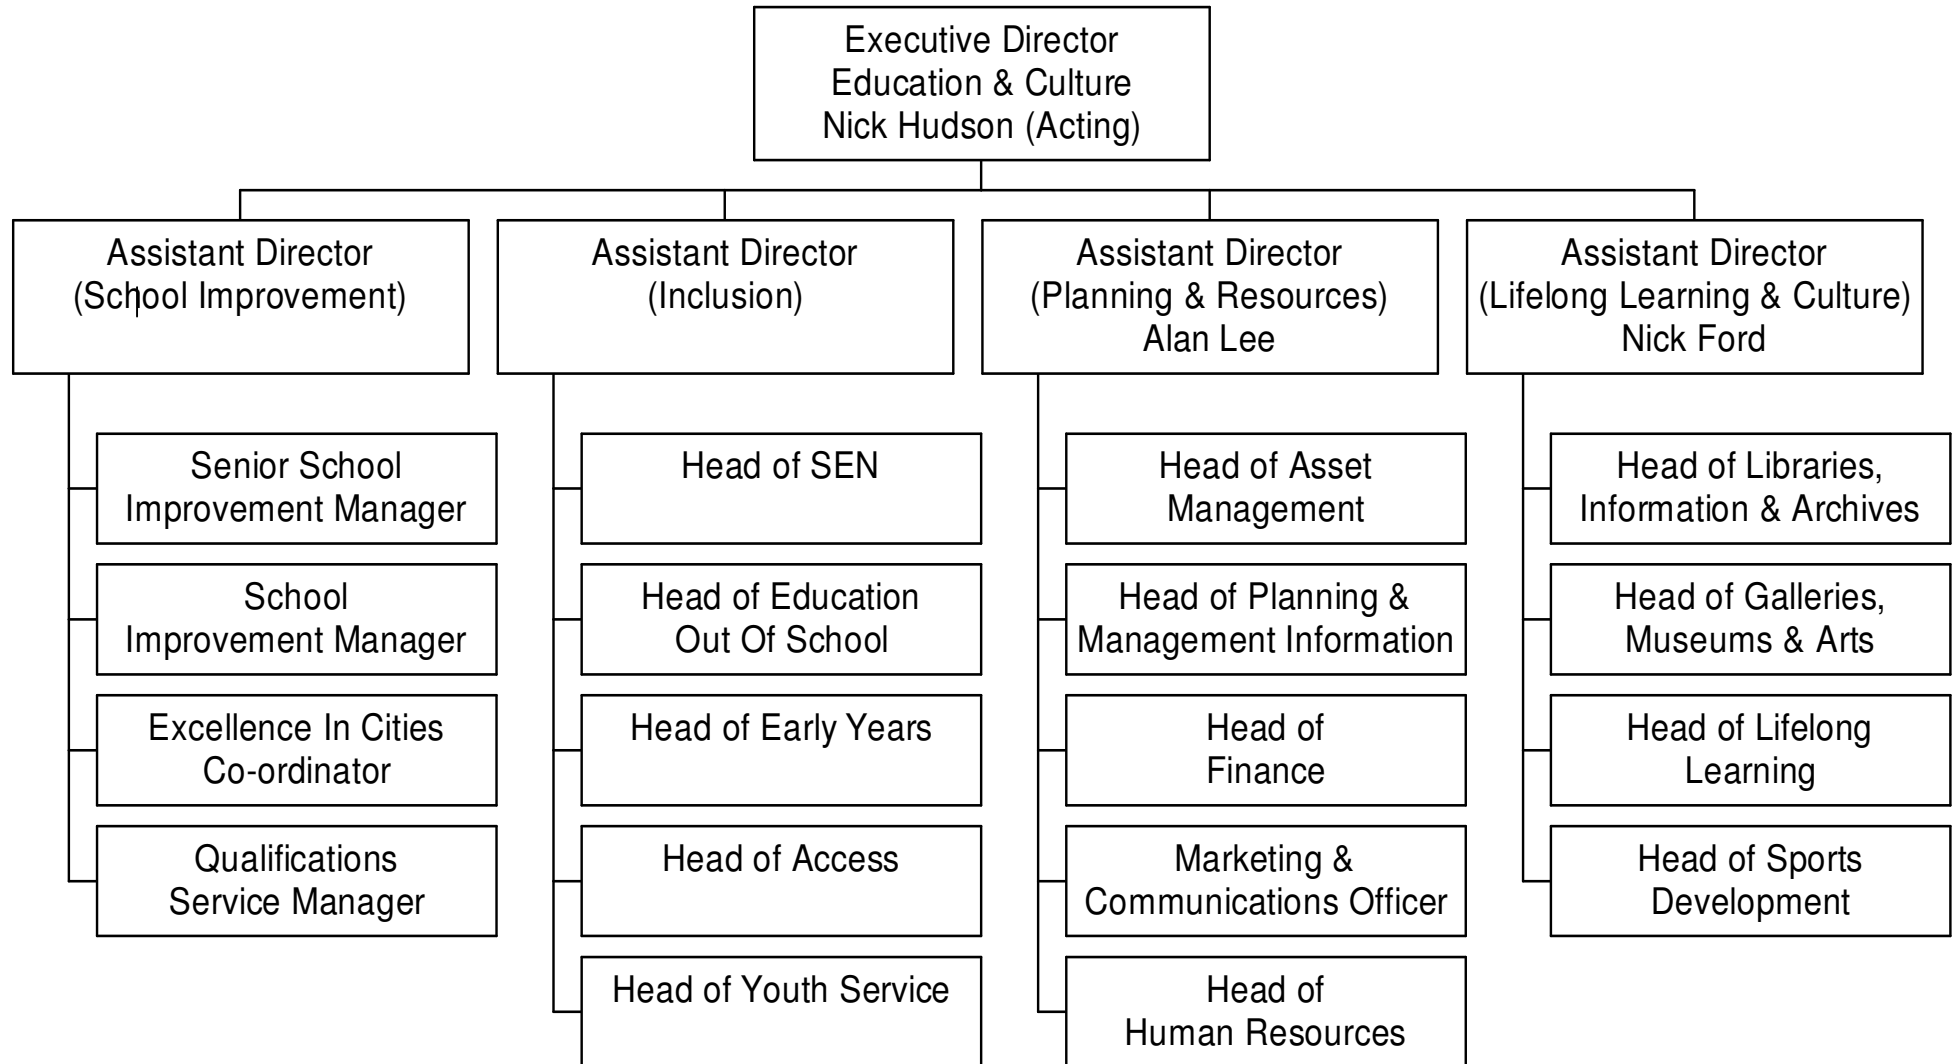 Executive Director
Education & Culture
Nick Hudson (Acting)
Assistant Director
(School Improvement)
Assistant Director
(Inclusion)
Assistant Director
(Planning & Resources)
Alan Lee
Assistant Director
(Lifelong Learning & Culture)
Nick Ford
Senior School
Improvement Manager
School
Improvement Manager
Excellence In Cities
Co-ordinator
Qualifications
Service Manager
Head of SEN
Head of Education
Out Of School
Head of Early Years
Head of Access
Head of Youth Service
Head of Asset
Management
Head of Planning &
Management Information
Head of
Finance
Marketing &
Communications Officer
Head of
Human Resources
Head of Libraries,
Information & Archives
Head of Galleries,
Museums & Arts
Head of Lifelong
Learning
Head of Sports
Development